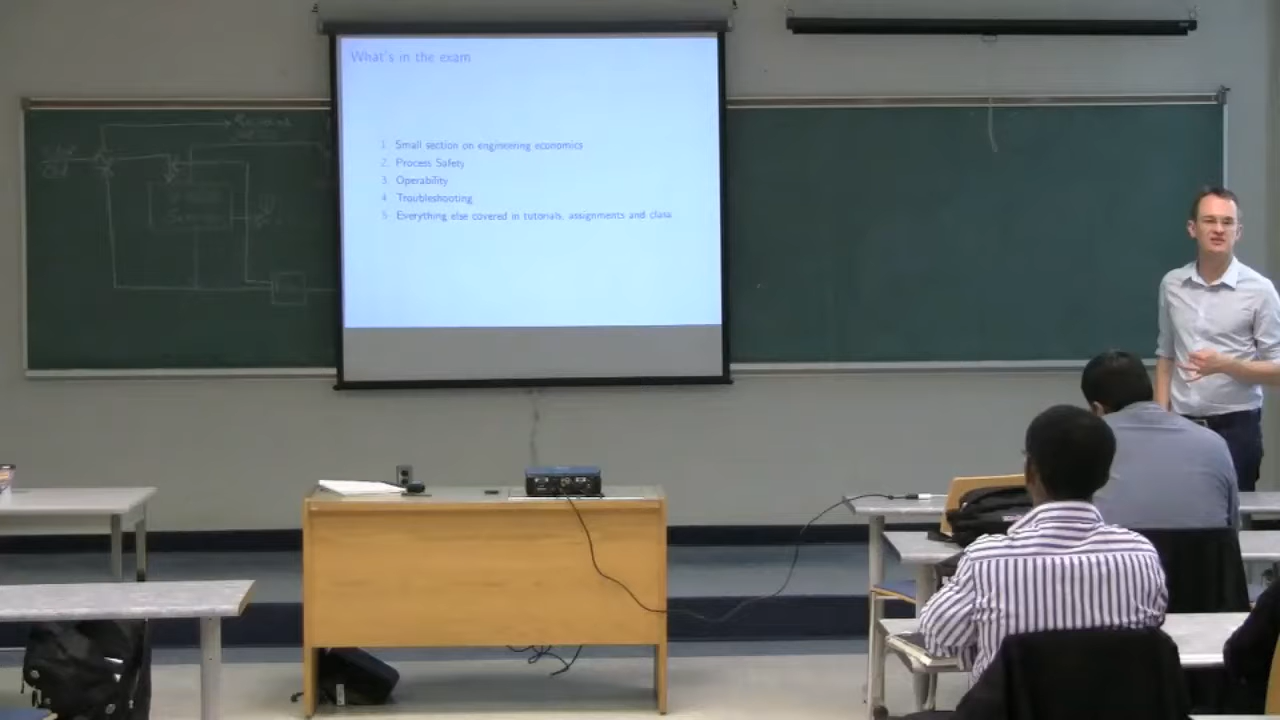 What's in the exam
1. Small section on engineering economics
2. Process Safety
3. Operability
4. Troubleshooting
5. Everything else covered in tutorials, assignments and class